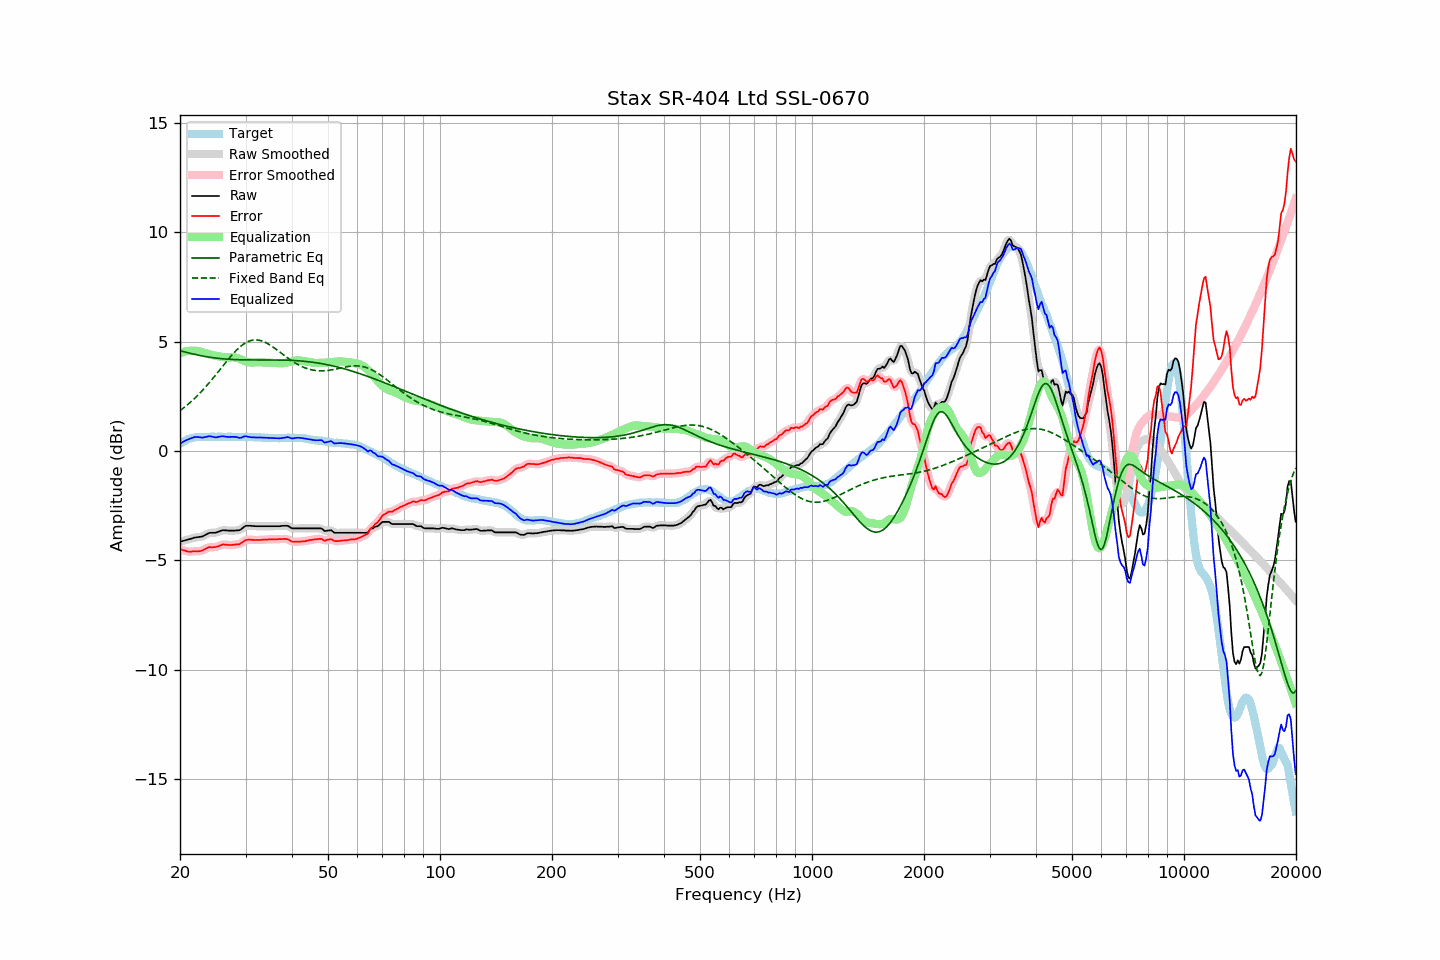 Stax SR-404 Ltd SSL-0670
15
10
5
0
−5
−10
−15
Amplitude (dBr)
Target
Raw Smoothed
Error Smoothed
Raw
Error
Equalization
Parametric Eq
Fixed Band Eq
Equalized
20 50 100 200 500 1000 2000 5000 10000 20000
Frequency (Hz)